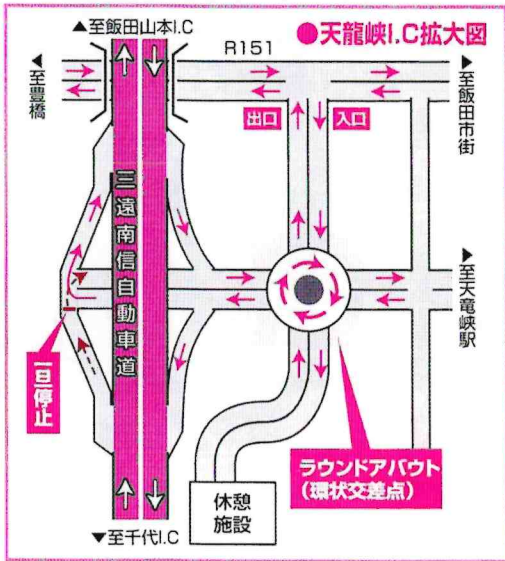 ●天龍峡I.C拡大図
▲至飯田山本I.C
R151
◀至豊橋
▶至飯田市街
出口
入口
三遠南信自動車道
▶至天竜峡駅
一旦停止
ラウンドアバウト
(環状交差点)
休憩
施設
▼至千代I.C